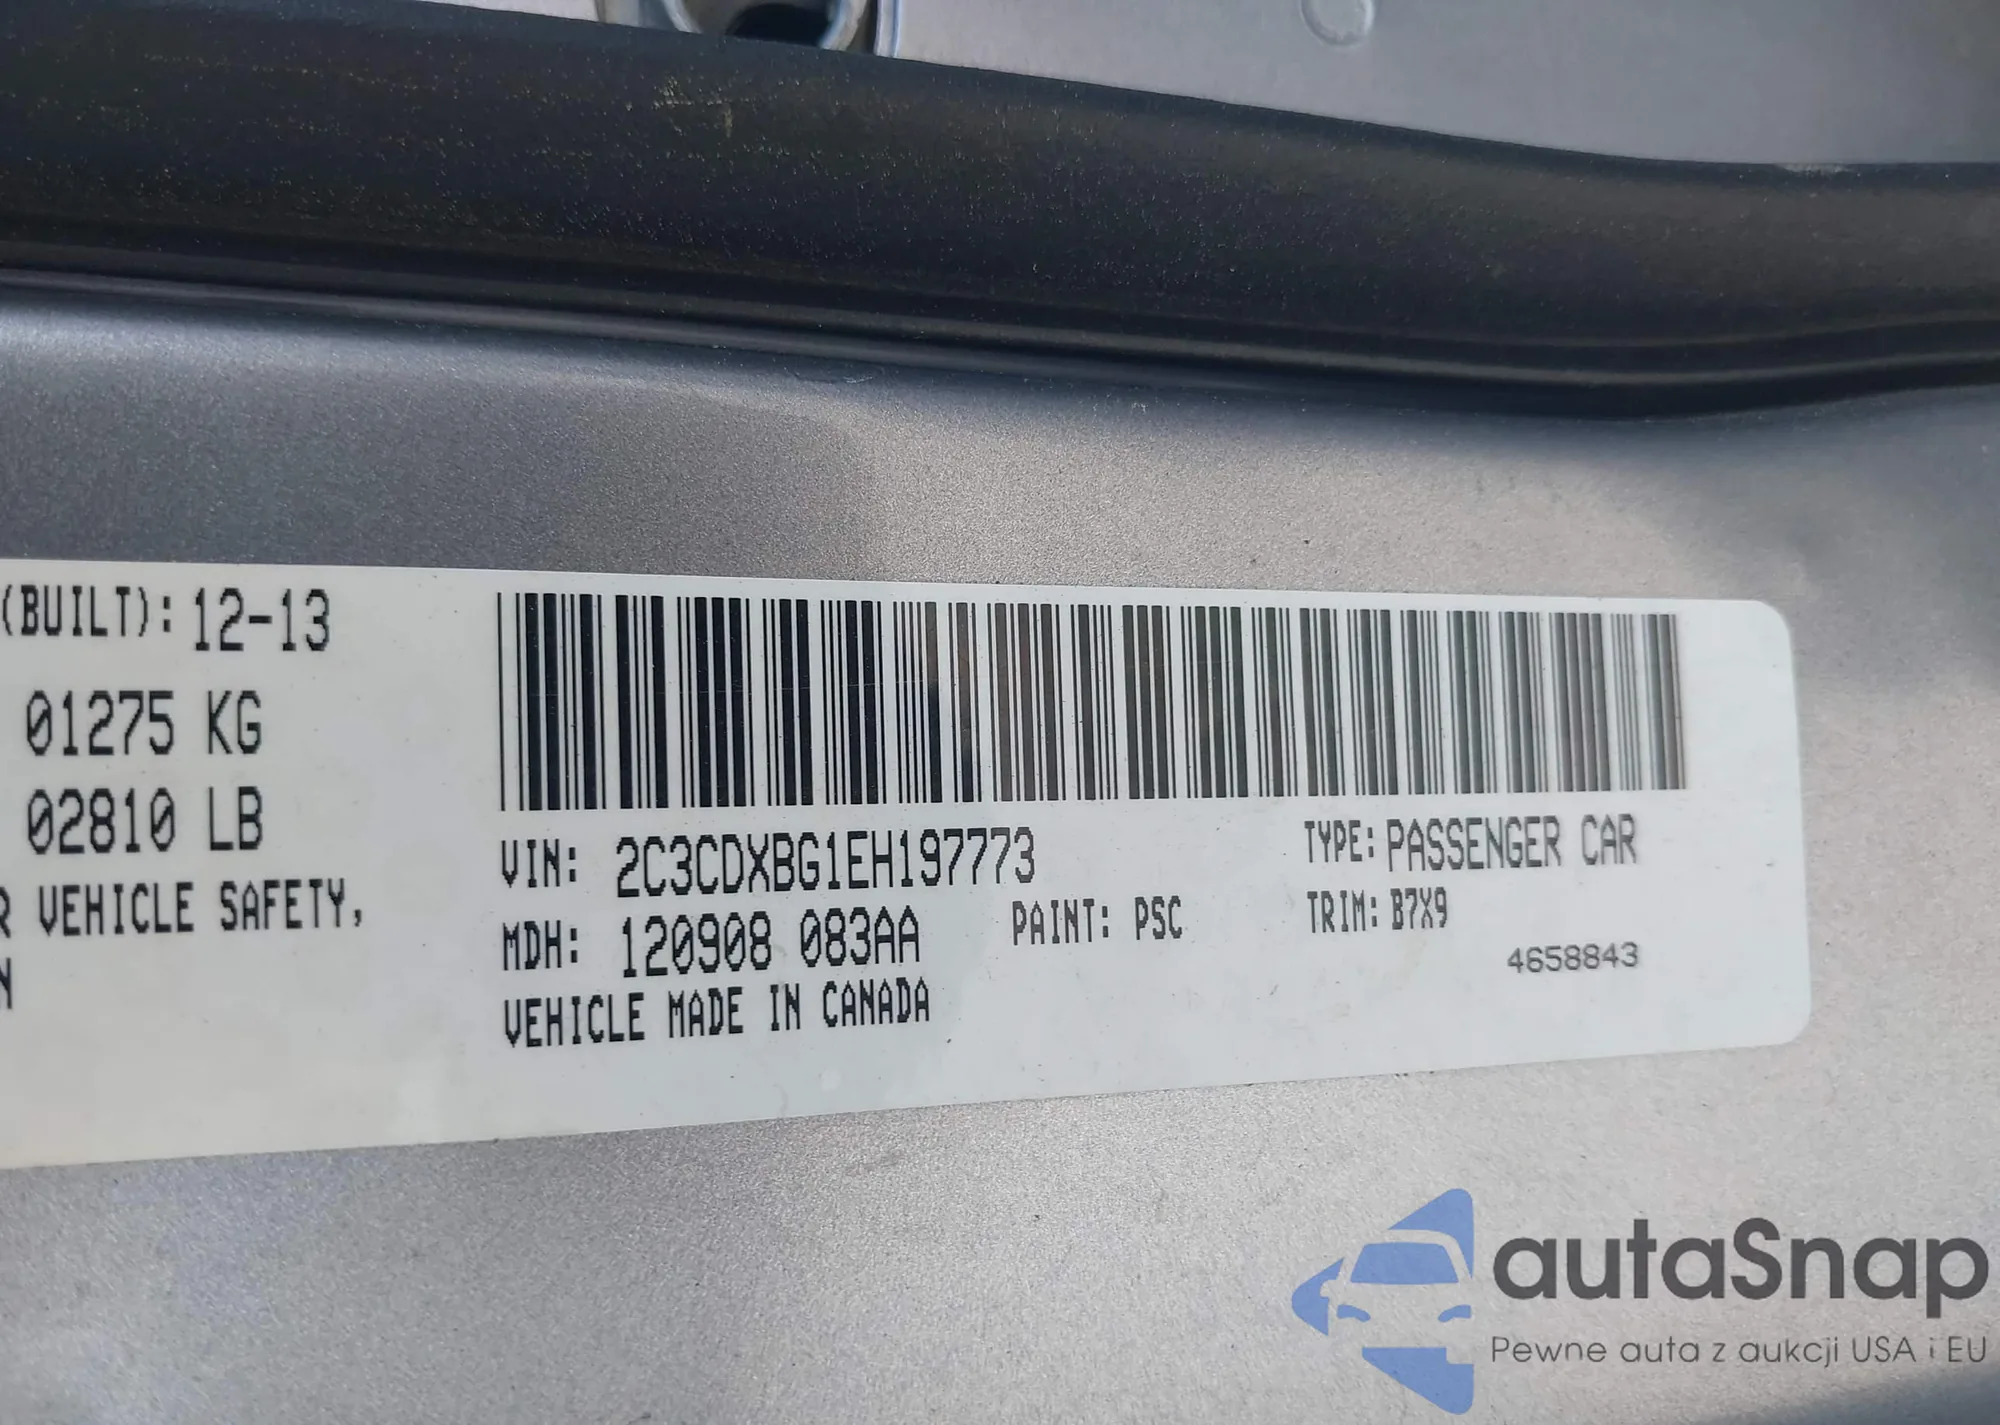 (BUILT): 12-13
01275 KG
02810 LB
R VEHICLE SAFETY,
N
VIN: 2C3CDXBG1EH197773
TYPE: PASSENGER CAR
MDH: 120908 083AA
PAINT: PSC
TRIM: B7X9
4658843
VEHICLE MADE IN CANADA
autaSnap
Pewne auta z aukcji USA i EU